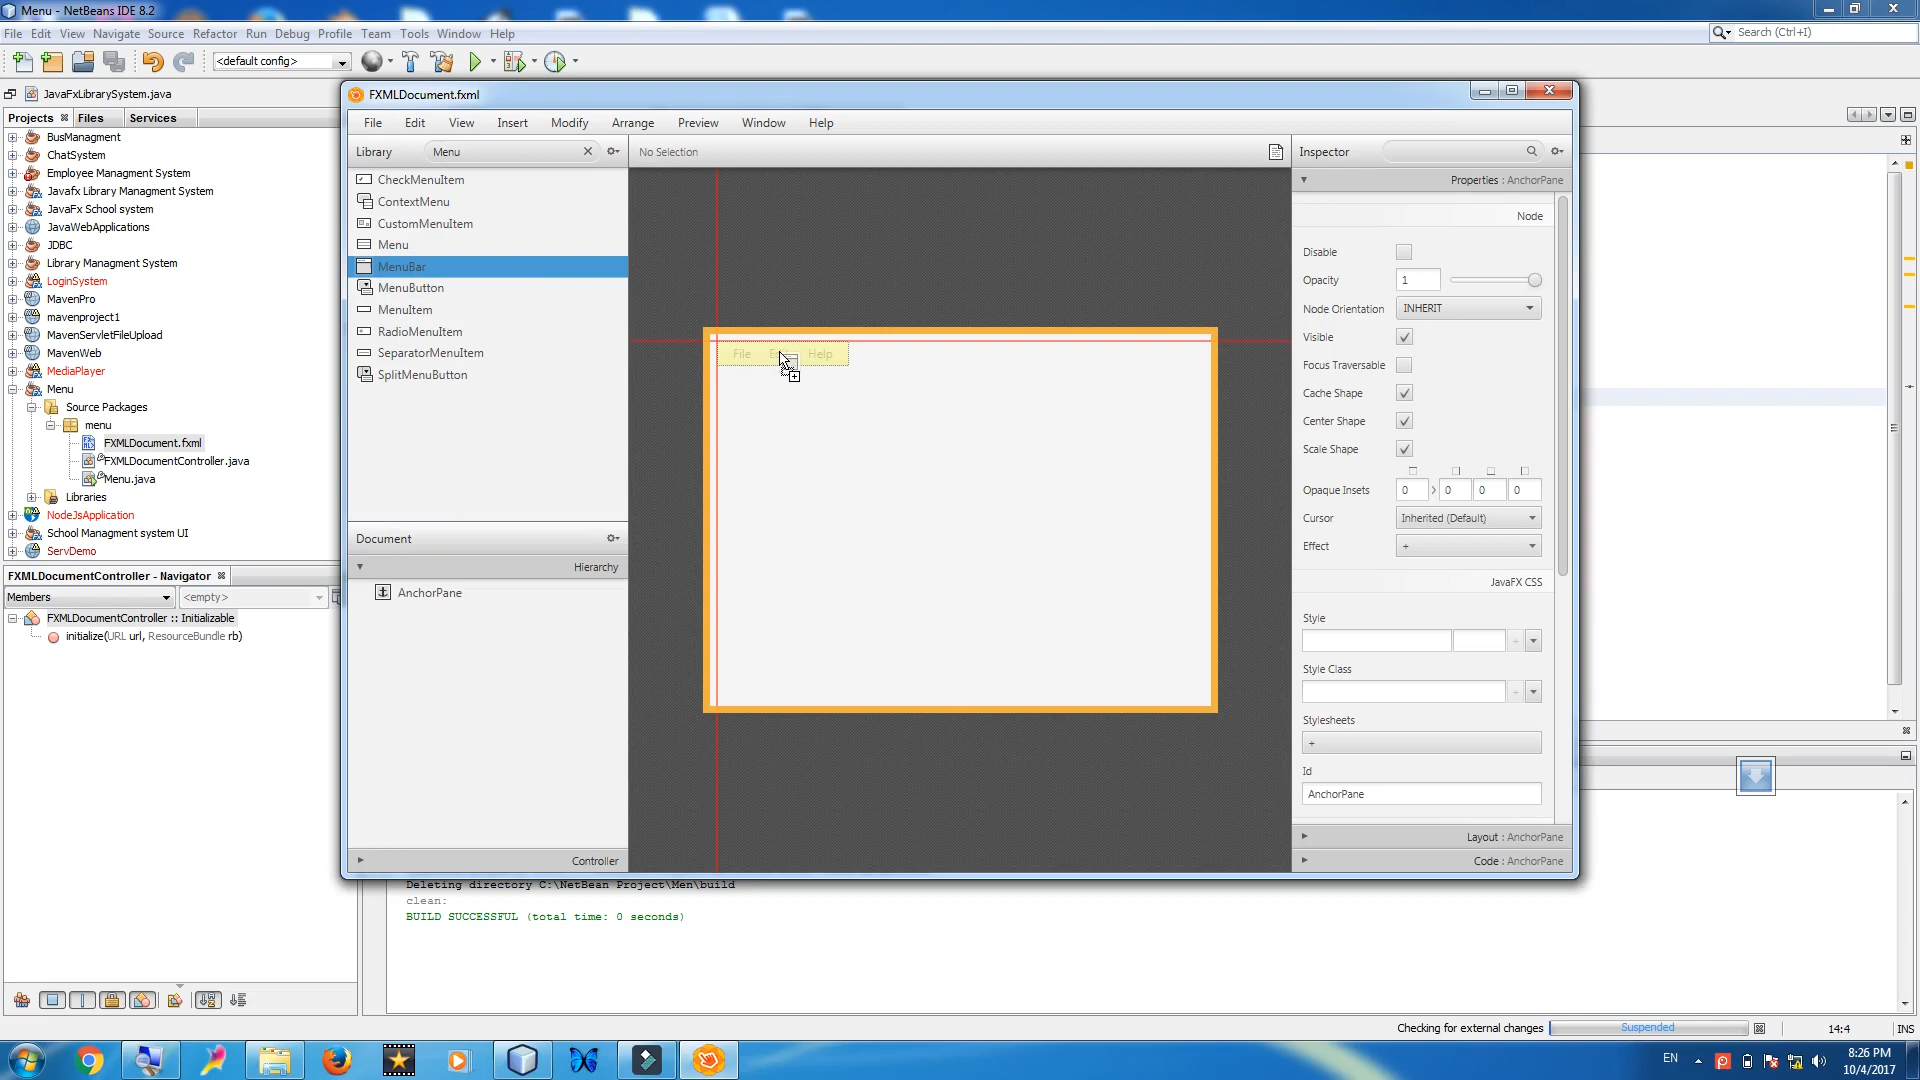 Menu - NetBeans IDE 8.2
File Edit View Navigate Source Refactor Run Debug Profile Team Tools Window Help
Search (Ctrl+I)
<default config>
JavaFxLibrarySystem.java
FXMLDocument.fxml
Projects Files Services
BusManagment
ChatSystem
Employee Managment System
Javafx Library Managment System
JavaFx School system
JavaWebApplications
JDBC
Library Managment System
LoginSystem
MavenPro
mavenproject1
MavenServletFileUpload
MavenWeb
MediaPlayer
Menu
Source Packages
menu
FXMLDocument.fxml
FXMLDocumentController.java
Menu.java
Libraries
NodeJsApplication
School Managment system UI
ServDemo
FXMLDocumentController - Navigator
Members <empty>
FXMLDocumentController :: Initializable
initialize(URL url, ResourceBundle rb)
File Edit View Insert Modify Arrange Preview Window Help
Library Menu
CheckMenuItem
ContextMenu
CustomMenuItem
Menu
MenuBar
MenuButton
MenuItem
RadioMenuItem
SeparatorMenuItem
SplitMenuButton
Document
Hierarchy
AnchorPane
Controller
No Selection
File Help
Inspector
Properties : AnchorPane
Node
Disable
Opacity 1
Node Orientation INHERIT
Visible
Focus Traversable
Cache Shape
Center Shape
Scale Shape
Opaque Insets 0 0 0 0
Cursor Inherited (Default)
Effect +
JavaFX CSS
Style
Style Class
Stylesheets
+
Id
AnchorPane
Layout : AnchorPane
Code : AnchorPane
Deleting directory C:\NetBean Project\Men\build
clean:
BUILD SUCCESSFUL (total time: 0 seconds)
Checking for external changes Suspended 14:4 INS
EN 8:26 PM
10/4/2017